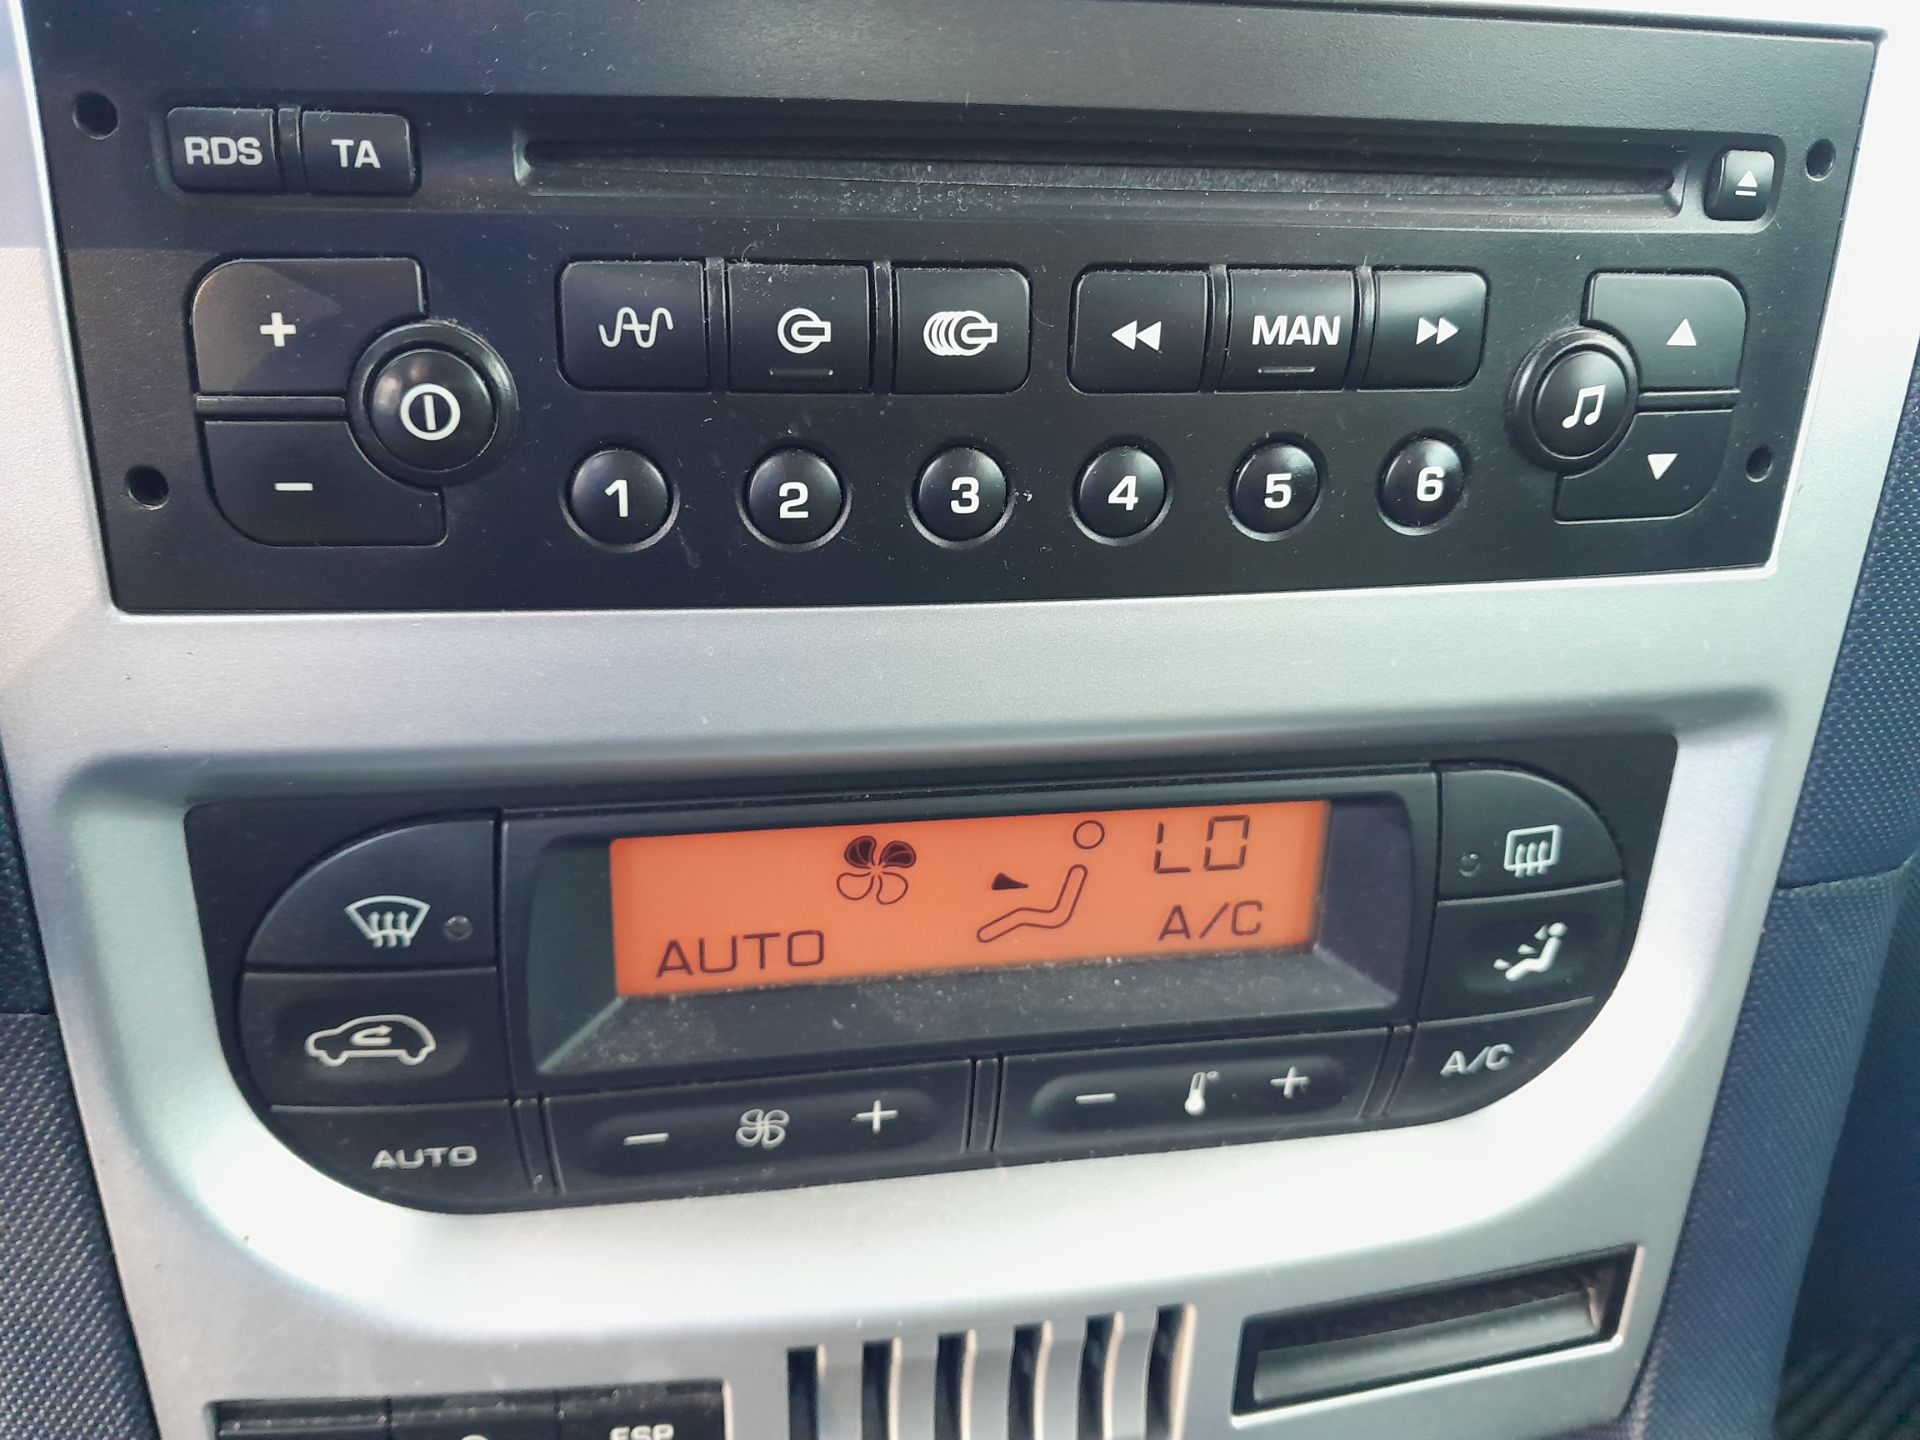 RDS TA
+
MAN
−
1 2 3 4 5 6
LO
AUTO A/C
A/C
− + − +
AUTO
ESP